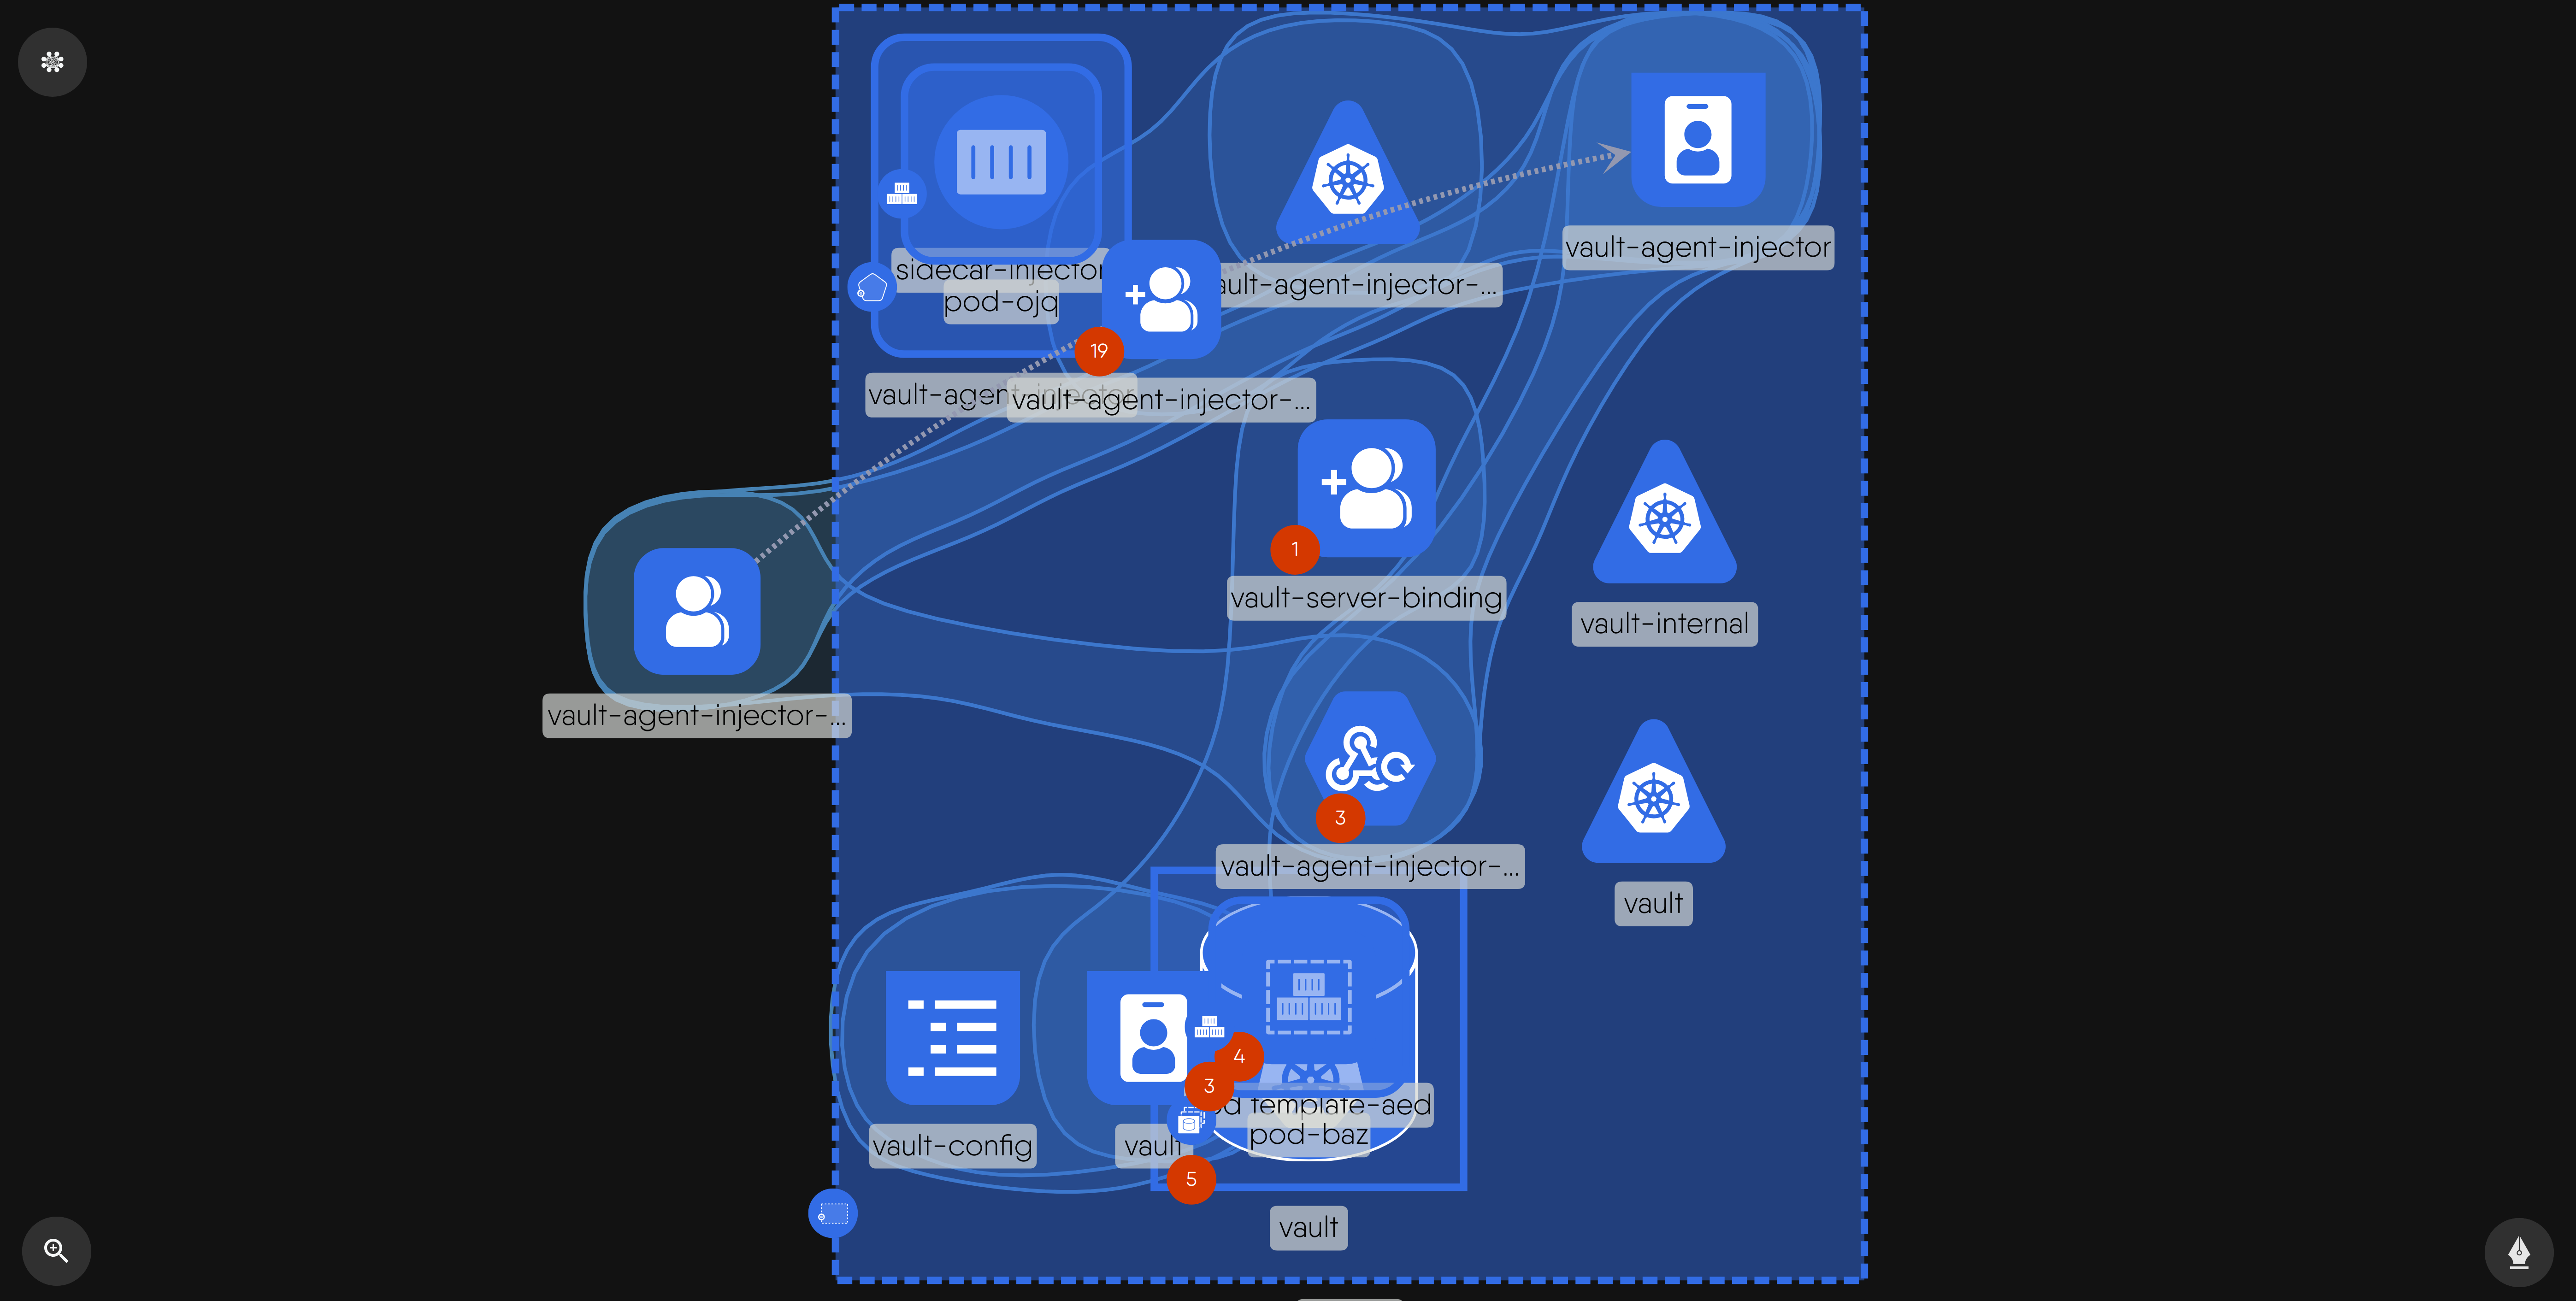 sidecar-injector
pod-ojq
vault-agent-injector-...
vault-agent-injector
19
vault-agent-injector
vault-agent-injector-...
1
vault-server-binding
vault-internal
vault-agent-injector-...
3
vault-agent-injector-...
vault
4
3
template-aed
pod-baz
vault-config
vault
5
vault